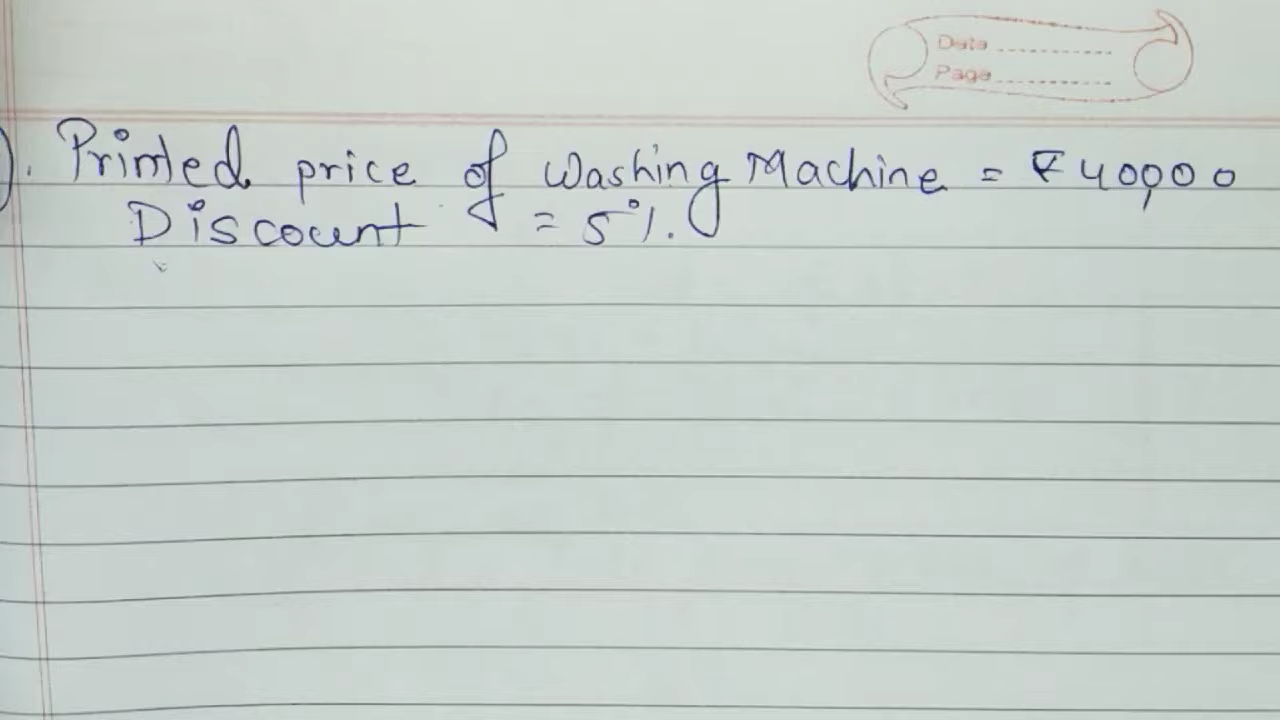 Date ............
Page ............
). Printed price of Washing Machine = ₹ 40,000
Discount = 5%.